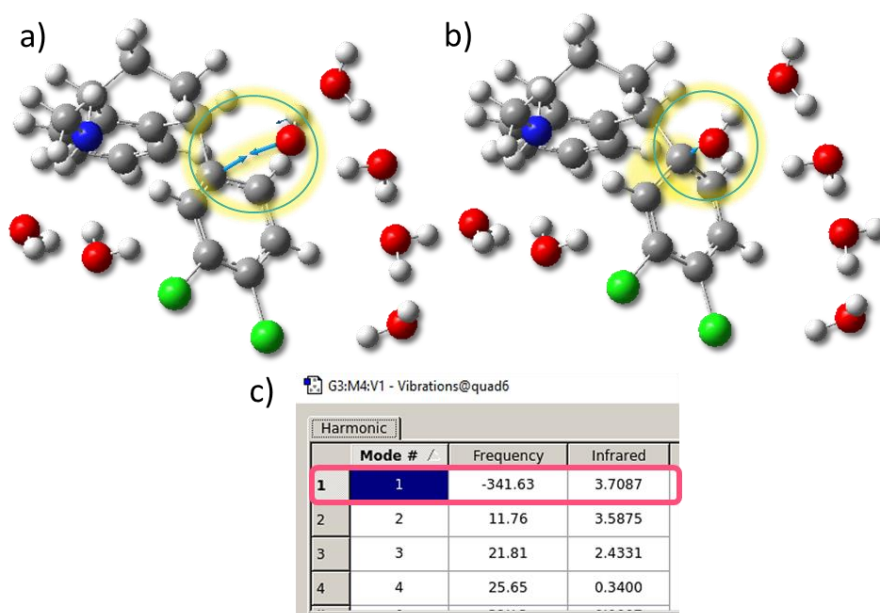 a)
b)
c)
G3:M4:V1 - Vibrations@quad6
Harmonic
Mode # Frequency Infrared
1 1 -341.63 3.7087
2 2 11.76 3.5875
3 3 21.81 2.4331
4 4 25.65 0.3400